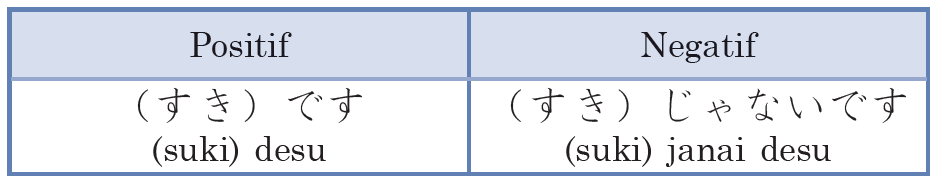 Positif Negatif
（すき）です （すき）じゃないです
(suki) desu (suki) janai desu